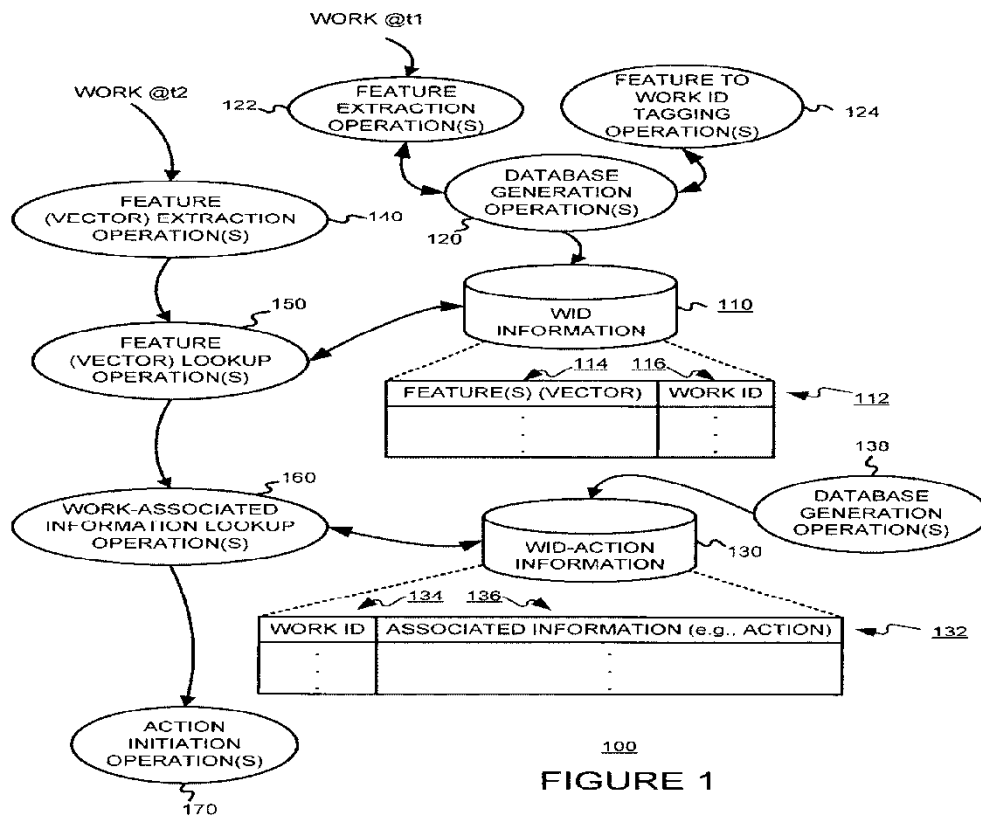 WORK @t1
WORK @t2
122
FEATURE
EXTRACTION
OPERATION(S)
FEATURE TO
WORK ID
TAGGING
OPERATION(S)
124
DATABASE
GENERATION
OPERATION(S)
120
FEATURE
(VECTOR) EXTRACTION
OPERATION(S)
140
150
WID
INFORMATION
110
FEATURE
(VECTOR) LOOKUP
OPERATION(S)
114
116
FEATURE(S) (VECTOR)
WORK ID
112
138
160
DATABASE
GENERATION
OPERATION(S)
WORK-ASSOCIATED
INFORMATION LOOKUP
OPERATION(S)
WID-ACTION
INFORMATION
130
134
136
WORK ID
ASSOCIATED INFORMATION (e.g., ACTION)
132
ACTION
INITIATION
OPERATION(S)
170
100
FIGURE 1